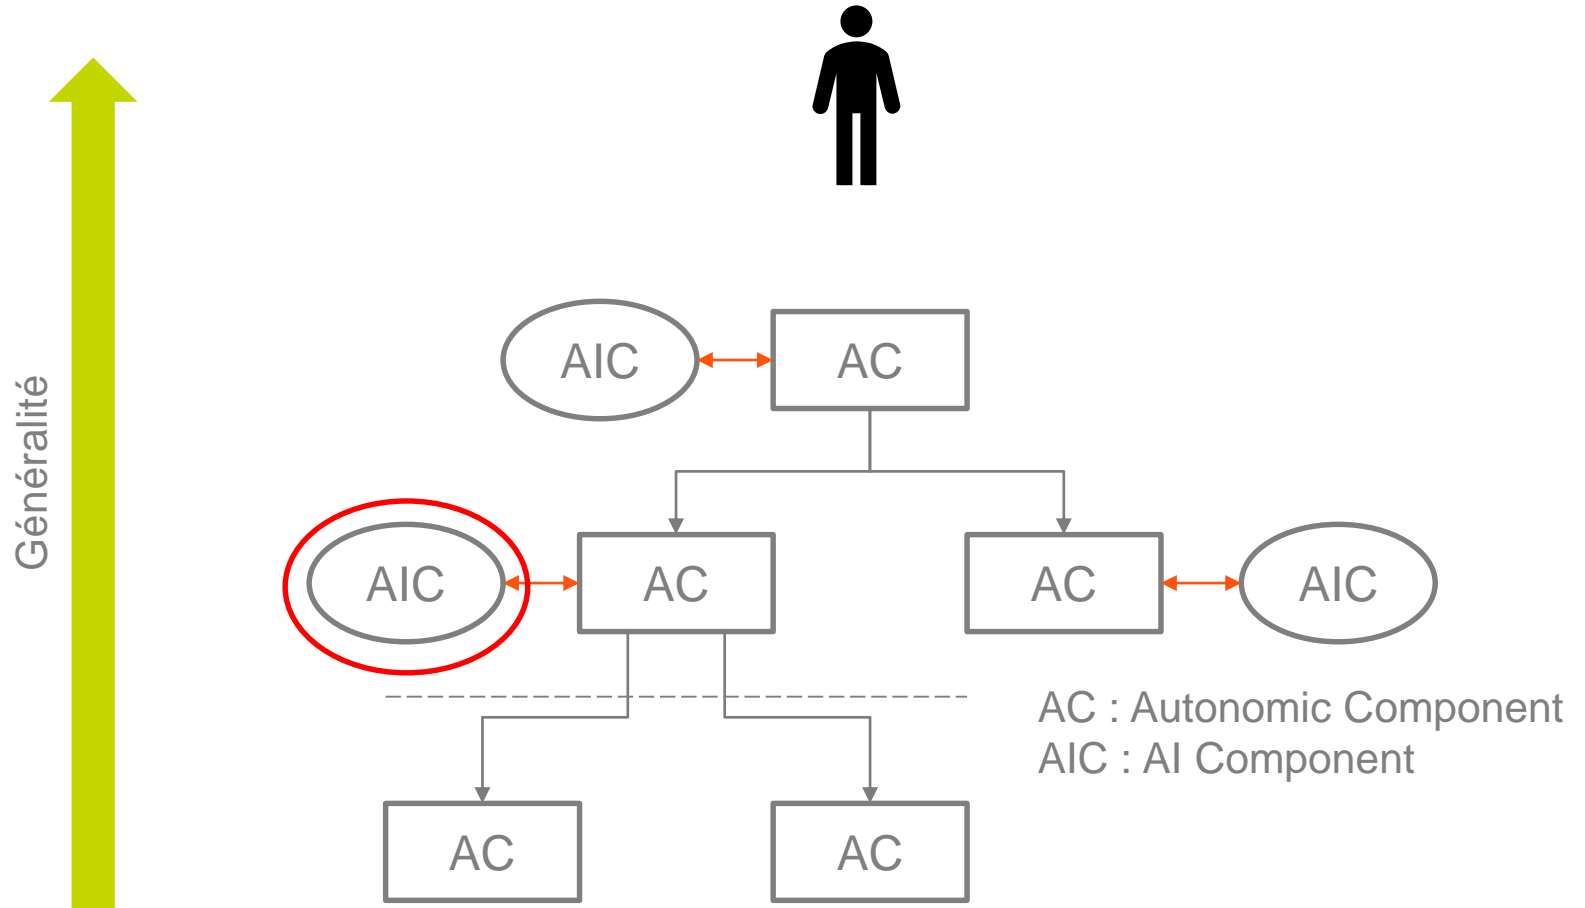 Généralité
AIC
AC
AIC
AC
AC
AIC
AC : Autonomic Component
AIC : AI Component
AC
AC